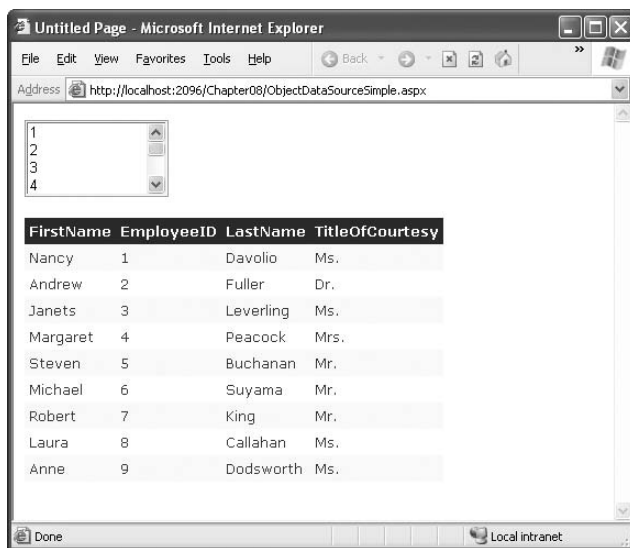 Untitled Page - Microsoft Internet Explorer
File Edit View Favorites Tools Help Back »
Address http://localhost:2096/Chapter08/ObjectDataSourceSimple.aspx
1
2
3
4
FirstName EmployeeID LastName TitleOfCourtesy
Nancy 1 Davolio Ms.
Andrew 2 Fuller Dr.
Janets 3 Leverling Ms.
Margaret 4 Peacock Mrs.
Steven 5 Buchanan Mr.
Michael 6 Suyama Mr.
Robert 7 King Mr.
Laura 8 Callahan Ms.
Anne 9 Dodsworth Ms.
Done Local intranet